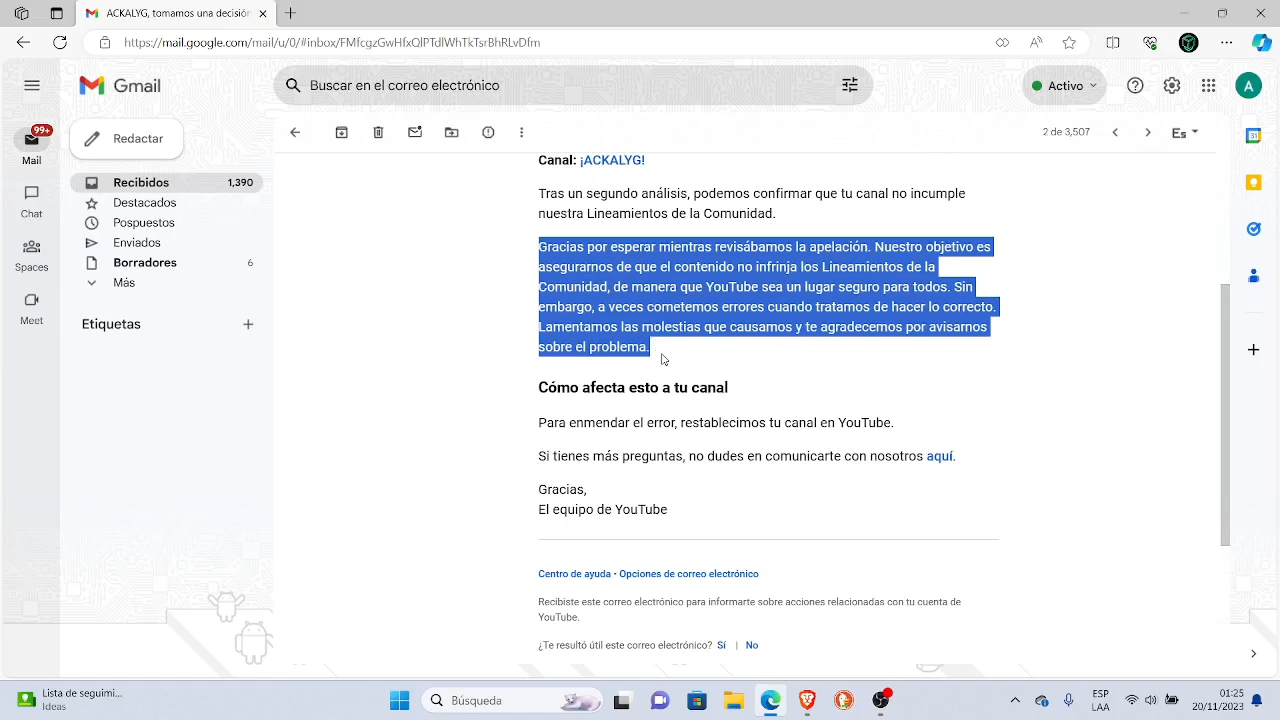 ACKALYG, tomamos una decisión
https://mail.google.com/mail/u/0/#inbox/FMfcgzGwHfxQlPTdlWhTkTsrBhRLvDfm
Gmail
Buscar en el correo electrónico
Activo
A
99+
Mail
Chat
Spaces
Meet
Redactar
Recibidos 1,390
Destacados
Pospuestos
Enviados
Borradores 6
Más
Etiquetas
2 de 3,507
Es
Canal: ¡ACKALYG!
Tras un segundo análisis, podemos confirmar que tu canal no incumple
nuestra Lineamientos de la Comunidad.
Gracias por esperar mientras revisábamos la apelación. Nuestro objetivo es
asegurarnos de que el contenido no infrinja los Lineamientos de la
Comunidad, de manera que YouTube sea un lugar seguro para todos. Sin
embargo, a veces cometemos errores cuando tratamos de hacer lo correcto.
Lamentamos las molestias que causamos y te agradecemos por avisarnos
sobre el problema.
Cómo afecta esto a tu canal
Para enmendar el error, restablecimos tu canal en YouTube.
Si tienes más preguntas, no dudes en comunicarte con nosotros aquí.
Gracias,
El equipo de YouTube
Centro de ayuda • Opciones de correo electrónico
Recibiste este correo electrónico para informarte sobre acciones relacionadas con tu cuenta de
YouTube.
¿Te resultó útil este correo electrónico? Sí | No
31
Lista de seguimi...
Ideas
Búsqueda
ESP
LAA
01:25
20/11/2023